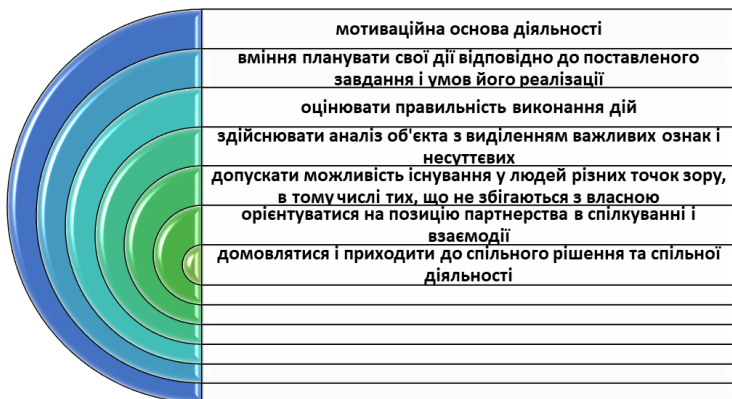 мотиваційна основа діяльності
вміння планувати свої дії відповідно до поставленого
завдання і умов його реалізації
оцінювати правильність виконання дій
здійснювати аналіз об'єкта з виділенням важливих ознак і
несуттєвих
допускати можливість існування у людей різних точок зору,
в тому числі тих, що не збігаються з власною
орієнтуватися на позицію партнерства в спілкуванні і
взаємодії
домовлятися і приходити до спільного рішення та спільної
діяльності